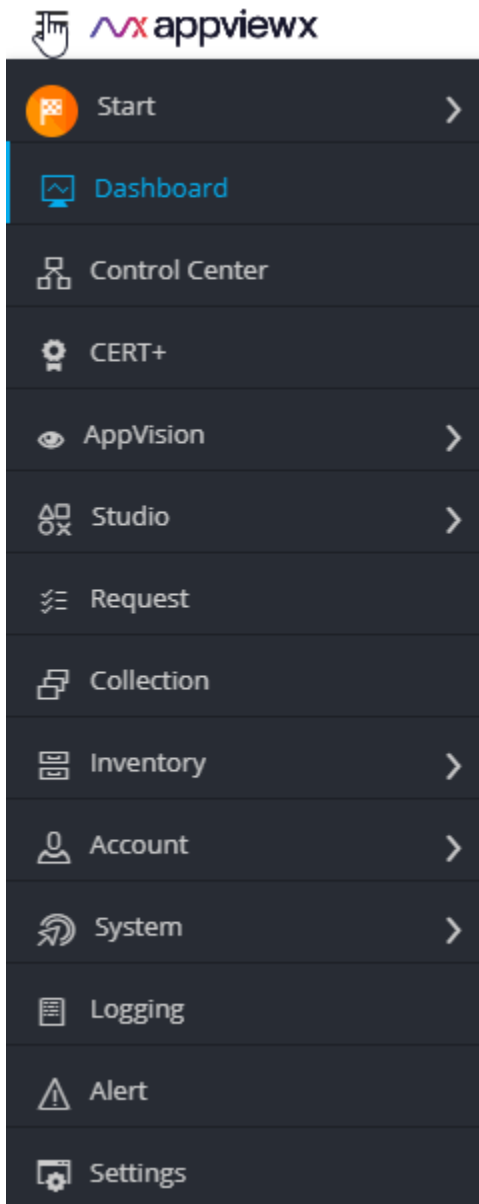 appviewx
Start
Dashboard
Control Center
CERT+
AppVision
Studio
Request
Collection
Inventory
Account
System
Logging
Alert
Settings